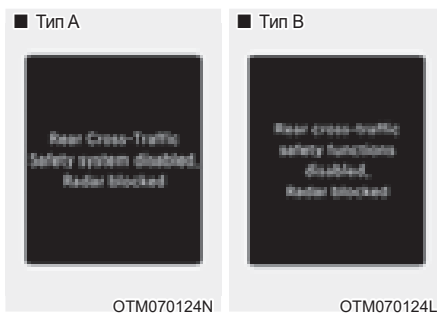 ■ Тип A
Rear Cross-Traffic
Safety system disabled.
Radar blocked
OTM070124N
■ Тип B
Rear cross-traffic
safety functions
disabled.
Radar blocked
OTM070124L